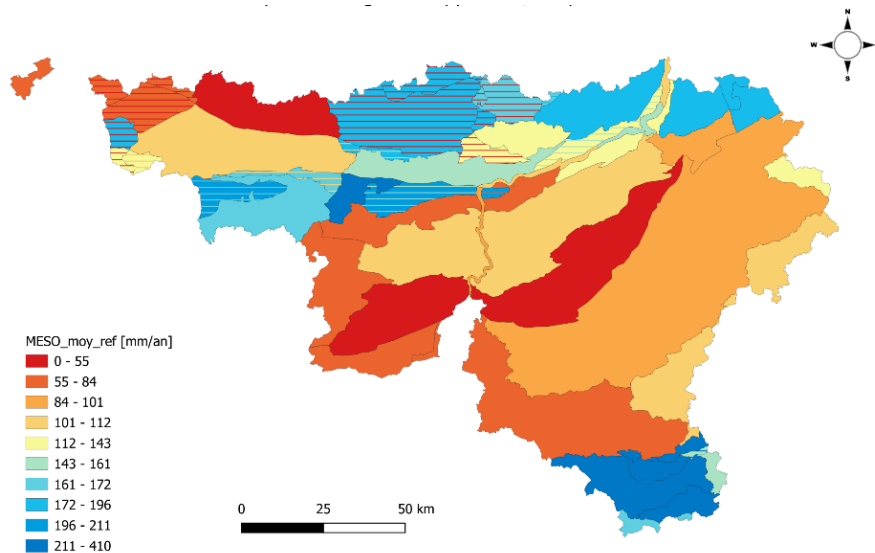 N
W E
S
MESO_moy_ref [mm/an]
0 - 55
55 - 84
84 - 101
101 - 112
112 - 143
143 - 161
161 - 172
172 - 196
196 - 211
211 - 410
0 25 50 km